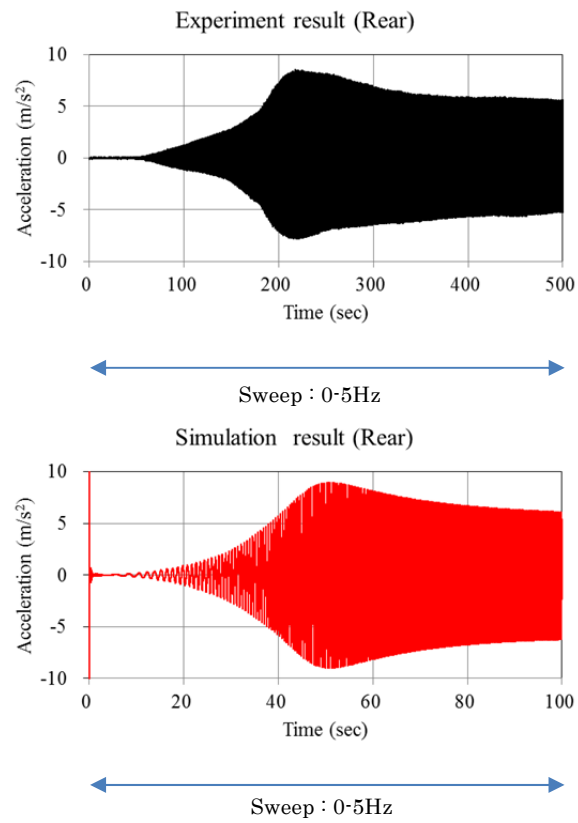 Experiment result (Rear)
10
5
0
-5
-10
Acceleration (m/s²)
0 100 200 300 400 500
Time (sec)
Sweep : 0-5Hz
Simulation result (Rear)
10
5
0
-5
-10
Acceleration (m/s²)
0 20 40 60 80 100
Time (sec)
Sweep : 0-5Hz